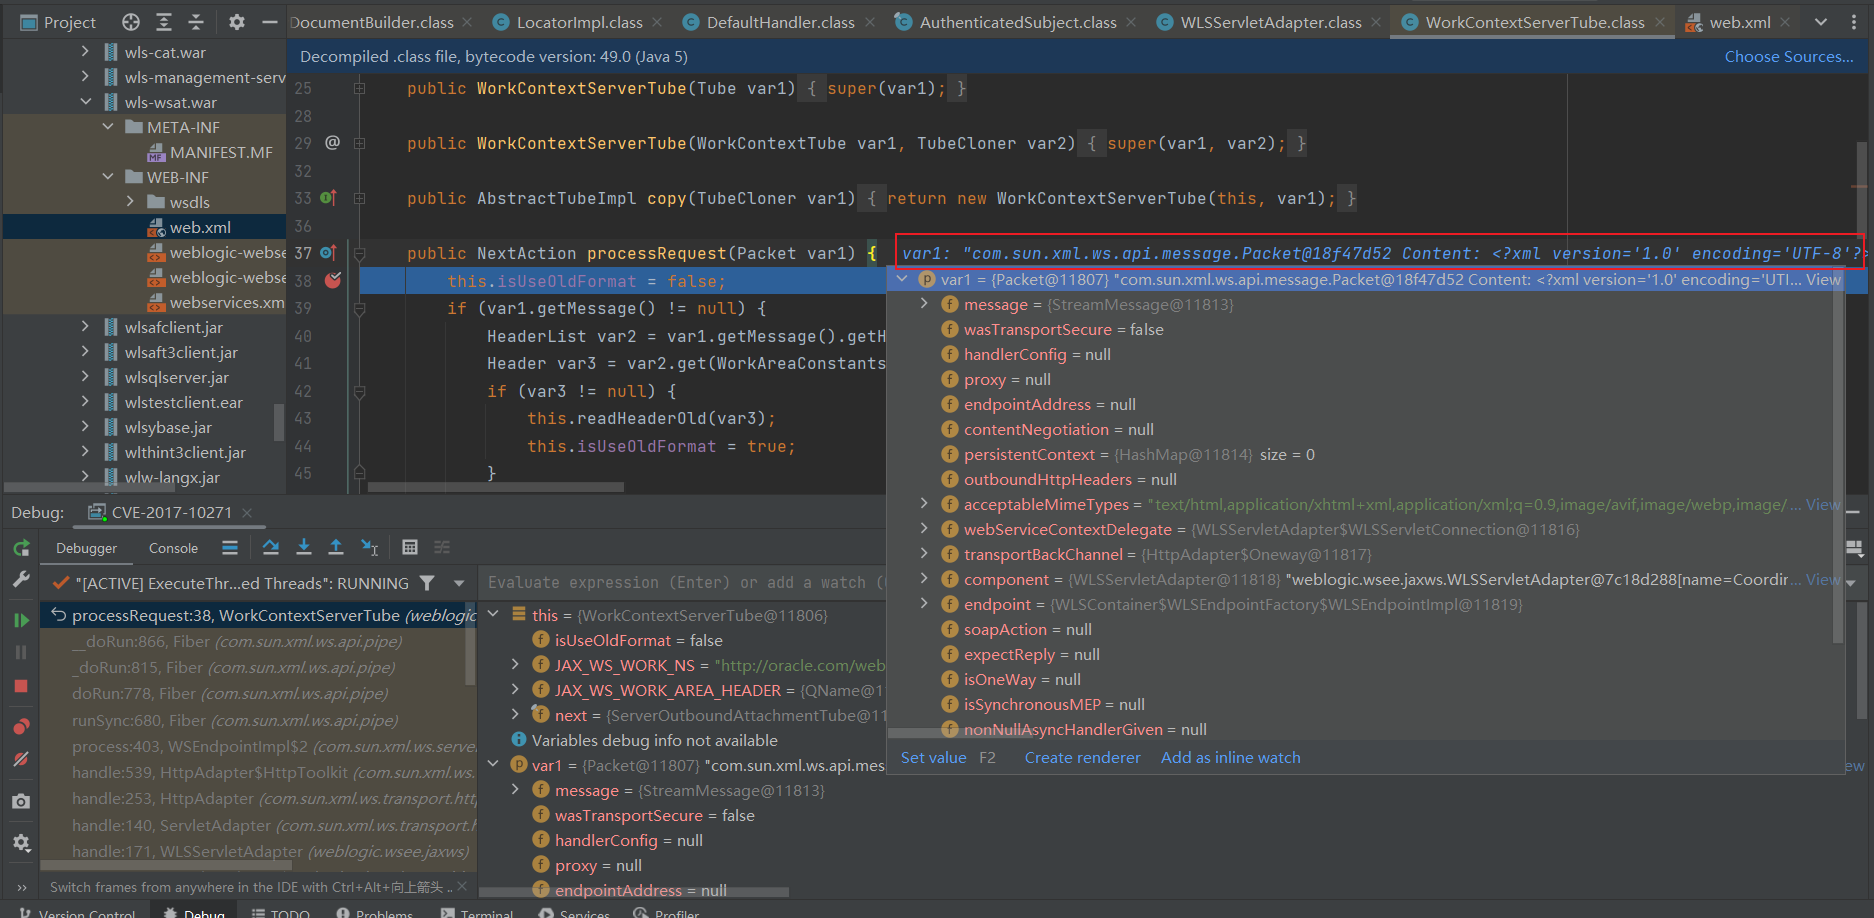 Project
DocumentBuilder.class
LocatorImpl.class
DefaultHandler.class
AuthenticatedSubject.class
WLSServletAdapter.class
WorkContextServerTube.class
web.xml
wls-cat.war
wls-management-serv
wls-wsat.war
META-INF
MANIFEST.MF
WEB-INF
wsdls
web.xml
weblogic-webse
weblogic-webse
webservices.xm
wlsafclient.jar
wlsaft3client.jar
wlsqlserver.jar
wlstestclient.ear
wlsybase.jar
wlthint3client.jar
wlw-langx.jar
Decompiled .class file, bytecode version: 49.0 (Java 5)
Choose Sources...
25 public WorkContextServerTube(Tube var1) { super(var1); }
28
29 @ public WorkContextServerTube(WorkContextTube var1, TubeCloner var2) { super(var1, var2); }
32
33 public AbstractTubeImpl copy(TubeCloner var1) { return new WorkContextServerTube(this, var1); }
36
37 public NextAction processRequest(Packet var1) { var1: "com.sun.xml.ws.api.message.Packet@18f47d52 Content: <?xml version='1.0' encoding='UTF-8'?>
38 this.isUseOldFormat = false;
39 if (var1.getMessage() != null) {
40 HeaderList var2 = var1.getMessage().getH
41 Header var3 = var2.get(WorkAreaConstants
42 if (var3 != null) {
43 this.readHeaderOld(var3);
44 this.isUseOldFormat = true;
45 }
var1 = {Packet@11807} "com.sun.xml.ws.api.message.Packet@18f47d52 Content: <?xml version='1.0' encoding='UTI... View
message = {StreamMessage@11813}
wasTransportSecure = false
handlerConfig = null
proxy = null
endpointAddress = null
contentNegotiation = null
persistentContext = {HashMap@11814} size = 0
outboundHttpHeaders = null
acceptableMimeTypes = "text/html,application/xhtml+xml,application/xml;q=0.9,image/avif,image/webp,image/... View
webServiceContextDelegate = {WLSServletAdapter$WLSServletConnection@11816}
transportBackChannel = {HttpAdapter$Oneway@11817}
component = {WLSServletAdapter@11818} "weblogic.wsee.jaxws.WLSServletAdapter@7c18d288[name=Coordir... View
endpoint = {WLSContainer$WLSEndpointFactory$WLSEndpointImpl@11819}
soapAction = null
expectReply = null
isOneWay = null
isSynchronousMEP = null
nonNullAsyncHandlerGiven = null
Set value F2 Create renderer Add as inline watch
ew
Debug: CVE-2017-10271
Debugger Console
"[ACTIVE] ExecuteThr...ed Threads": RUNNING
processRequest:38, WorkContextServerTube (weblogic
__doRun:866, Fiber (com.sun.xml.ws.api.pipe)
_doRun:815, Fiber (com.sun.xml.ws.api.pipe)
doRun:778, Fiber (com.sun.xml.ws.api.pipe)
runSync:680, Fiber (com.sun.xml.ws.api.pipe)
process:403, WSEndpointImpl$2 (com.sun.xml.ws.server
handle:539, HttpAdapter$HttpToolkit (com.sun.xml.ws.
handle:253, HttpAdapter (com.sun.xml.ws.transport.http
handle:140, ServletAdapter (com.sun.xml.ws.transport.h
handle:171, WLSServletAdapter (weblogic.wsee.jaxws)
Switch frames from anywhere in the IDE with Ctrl+Alt+向上箭头 ..
Evaluate expression (Enter) or add a watch (
this = {WorkContextServerTube@11806}
isUseOldFormat = false
JAX_WS_WORK_NS = "http://oracle.com/web
JAX_WS_WORK_AREA_HEADER = {QName@1
next = {ServerOutboundAttachmentTube@11
Variables debug info not available
var1 = {Packet@11807} "com.sun.xml.ws.api.mes
message = {StreamMessage@11813}
wasTransportSecure = false
handlerConfig = null
proxy = null
endpointAddress = null
Version Control Debug TODO Problems Terminal Services Profiler